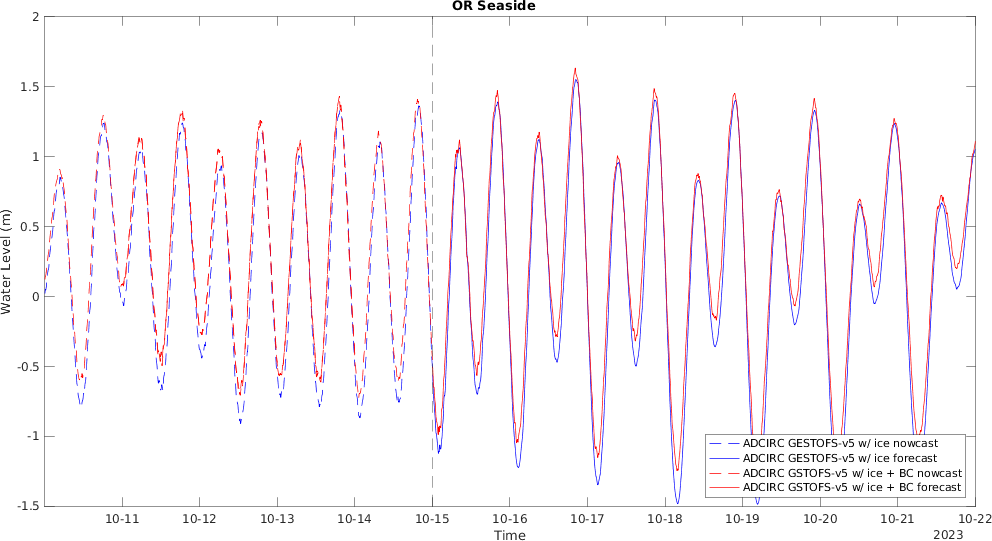 OR Seaside
2
1.5
1
0.5
0
-0.5
-1
-1.5
Water Level (m)
ADCIRC GESTOFS-v5 w/ ice nowcast
ADCIRC GESTOFS-v5 w/ ice forecast
ADCIRC GSTOFS-v5 w/ ice + BC nowcast
ADCIRC GSTOFS-v5 w/ ice + BC forecast
10-11 10-12 10-13 10-14 10-15 10-16 10-17 10-18 10-19 10-20 10-21 10-22
Time
2023